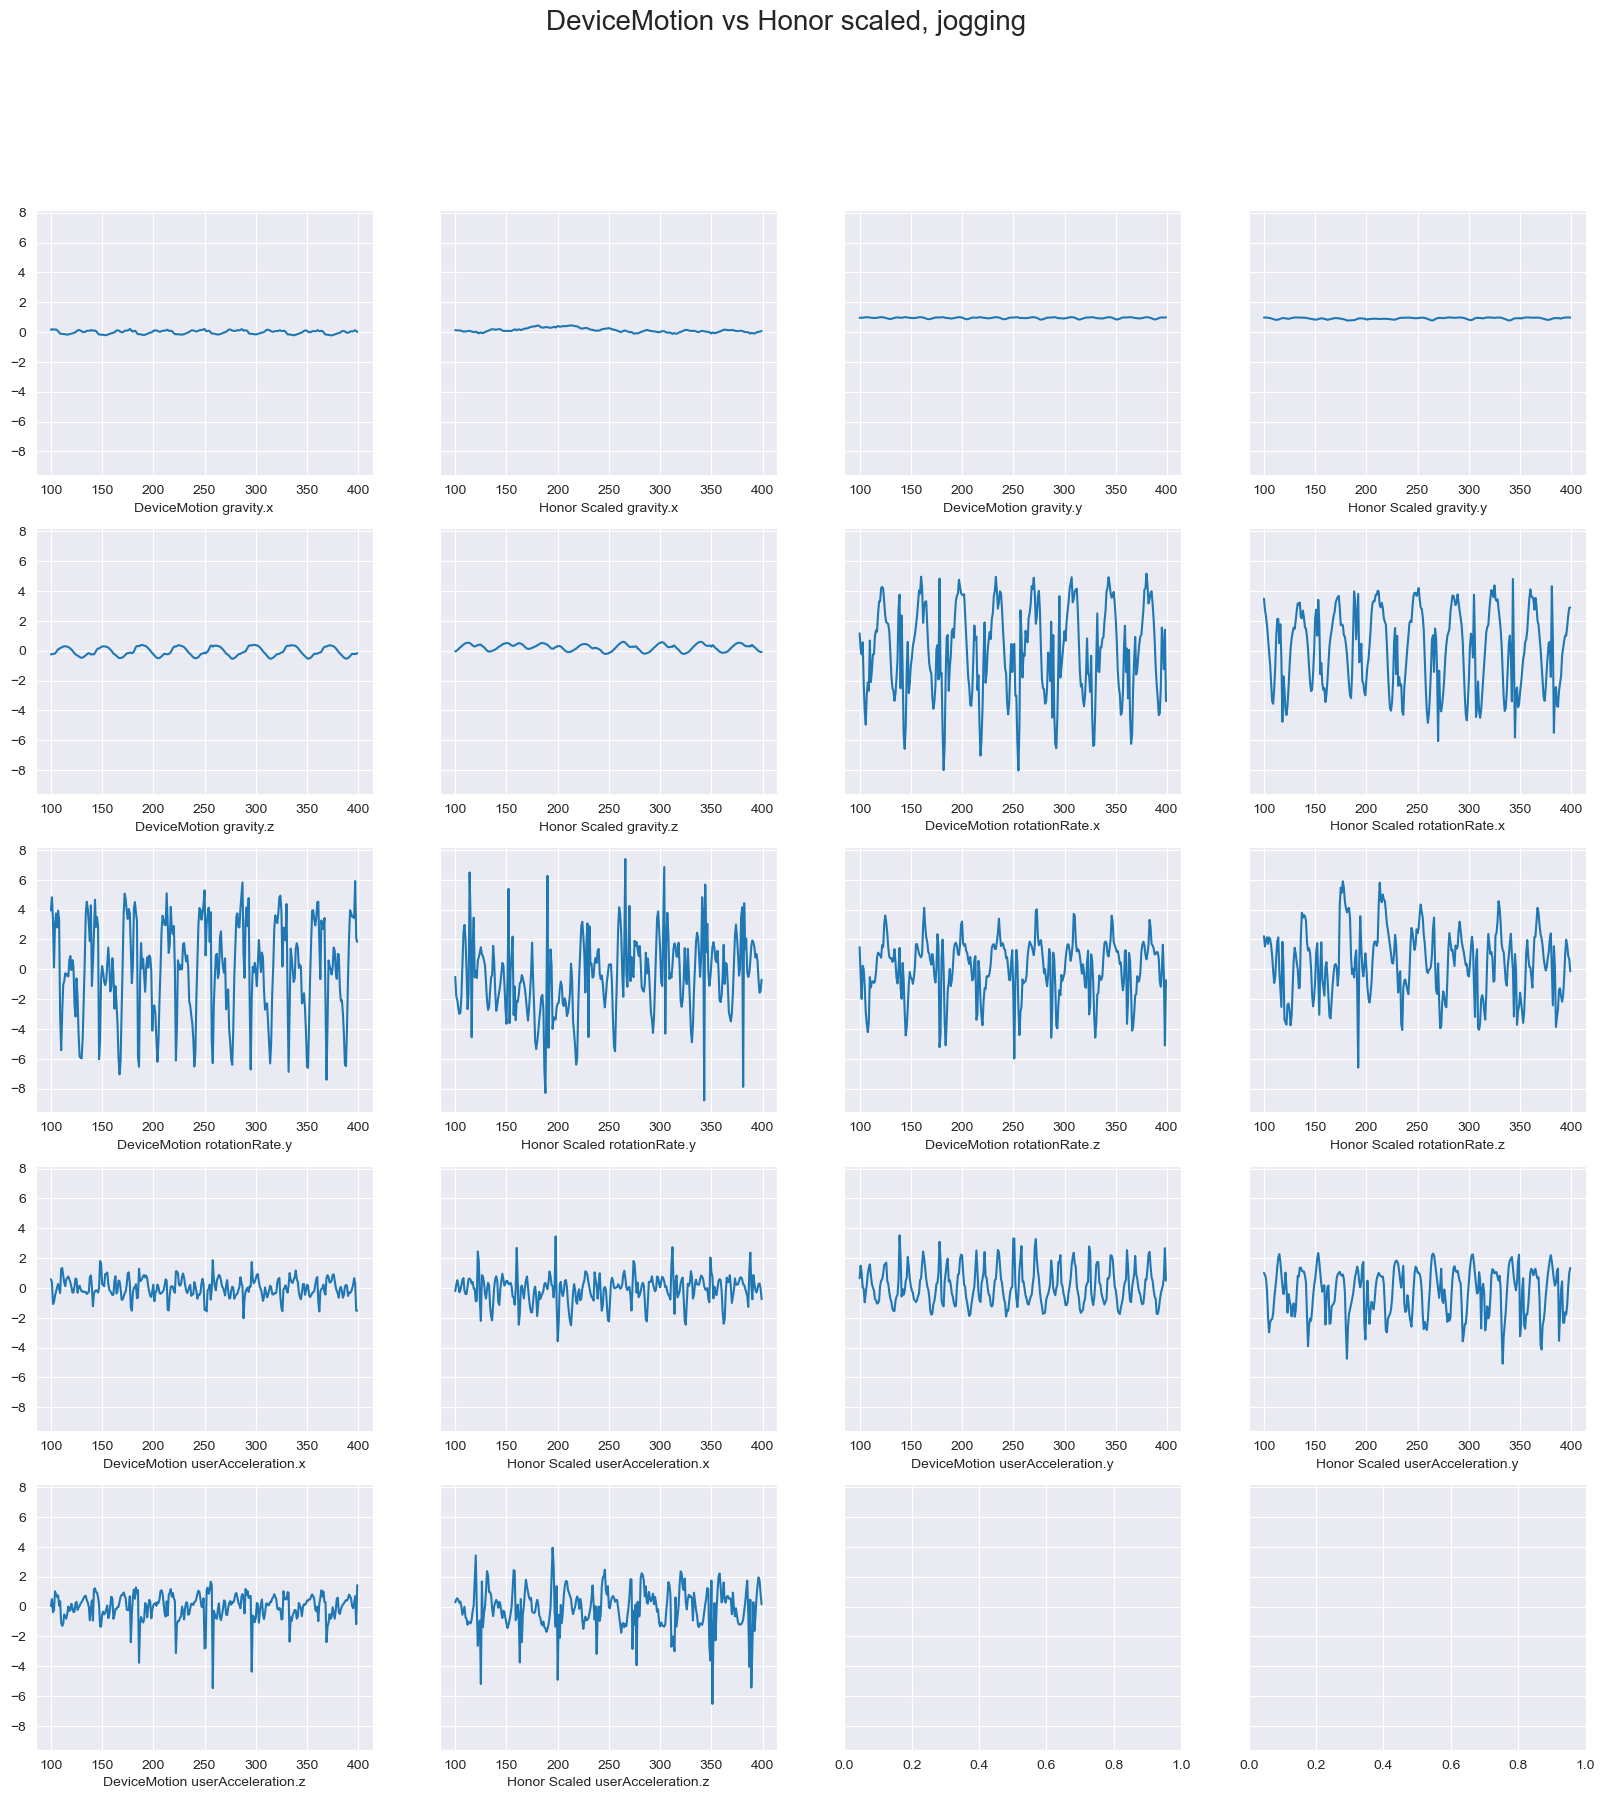 DeviceMotion vs Honor scaled, jogging
8
6
4
2
0
−2
−4
−6
−8
100 150 200 250 300 350 400
100 150 200 250 300 350 400
100 150 200 250 300 350 400
100 150 200 250 300 350 400
DeviceMotion gravity.x
Honor Scaled gravity.x
DeviceMotion gravity.y
Honor Scaled gravity.y
8
6
4
2
0
−2
−4
−6
−8
100 150 200 250 300 350 400
100 150 200 250 300 350 400
100 150 200 250 300 350 400
100 150 200 250 300 350 400
DeviceMotion gravity.z
Honor Scaled gravity.z
DeviceMotion rotationRate.x
Honor Scaled rotationRate.x
8
6
4
2
0
−2
−4
−6
−8
100 150 200 250 300 350 400
100 150 200 250 300 350 400
100 150 200 250 300 350 400
100 150 200 250 300 350 400
DeviceMotion rotationRate.y
Honor Scaled rotationRate.y
DeviceMotion rotationRate.z
Honor Scaled rotationRate.z
8
6
4
2
0
−2
−4
−6
−8
100 150 200 250 300 350 400
100 150 200 250 300 350 400
100 150 200 250 300 350 400
100 150 200 250 300 350 400
DeviceMotion userAcceleration.x
Honor Scaled userAcceleration.x
DeviceMotion userAcceleration.y
Honor Scaled userAcceleration.y
8
6
4
2
0
−2
−4
−6
−8
100 150 200 250 300 350 400
100 150 200 250 300 350 400
0.0 0.2 0.4 0.6 0.8 1.0
0.0 0.2 0.4 0.6 0.8 1.0
DeviceMotion userAcceleration.z
Honor Scaled userAcceleration.z